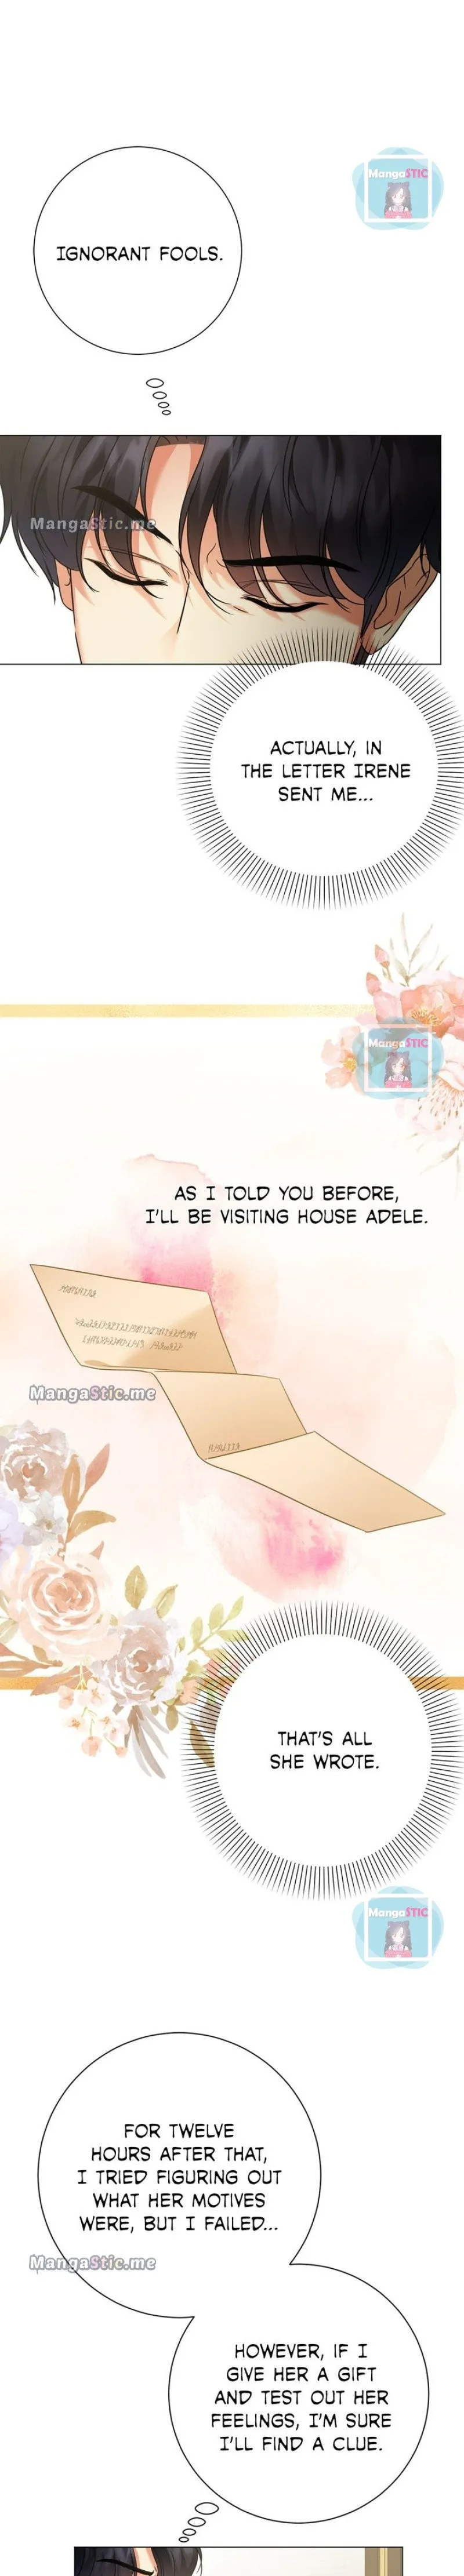 MangaSTIC
IGNORANT FOOLS.
MangaStic.me
ACTUALLY, IN
THE LETTER IRENE
SENT ME...
MangaSTIC
AS I TOLD YOU BEFORE,
I'LL BE VISITING HOUSE ADELE.
MangaStic.me
THAT'S ALL
SHE WROTE.
MangaSTIC
FOR TWELVE
HOURS AFTER THAT,
I TRIED FIGURING OUT
WHAT HER MOTIVES
WERE, BUT I FAILED...
MangaStic.me
HOWEVER, IF I
GIVE HER A GIFT
AND TEST OUT HER
FEELINGS, I'M SURE
I'LL FIND A CLUE.